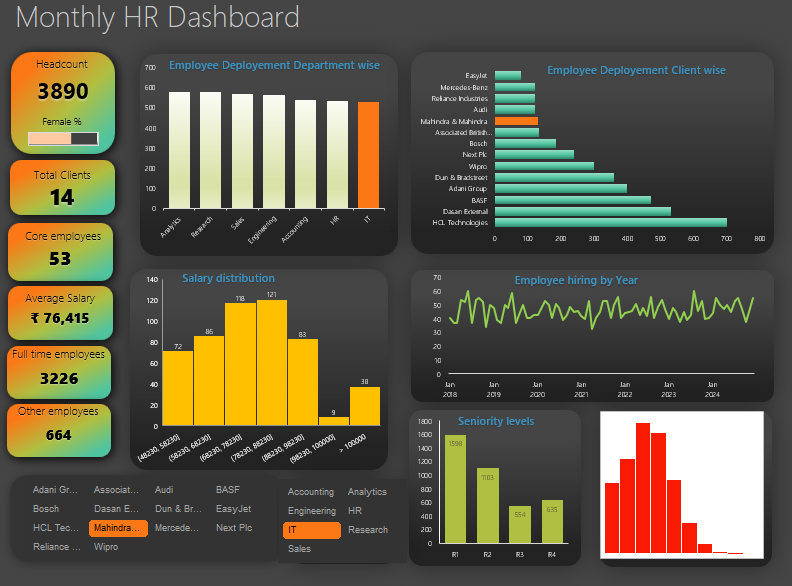 Monthly HR Dashboard
Headcount
3890
Female %
Total Clients
14
Core employees
53
Average Salary
₹ 76,415
Full time employees
3226
Other employees
664
Employee Deployement Department wise
700
600
500
400
300
200
100
0
Analytics
Research
Sales
Engineering
Accounting
HR
IT
Employee Deployement Client wise
EasyJet
Mercedes-Benz
Reliance Industries
Audi
Mahindra & Mahindra
Associated British...
Bosch
Next Plc
Wipro
Dun & Bradstreet
Adani Group
BASF
Dasan External
HCL Technologies
0 100 200 300 400 500 600 700 800
Salary distribution
140
120
100
80
60
40
20
0
72
86
118
121
83
9
38
[48230, 58230]
(58230, 68230]
(68230, 78230]
(78230, 88230]
(88230, 98230]
(98230, 100000]
> 100000
Employee hiring by Year
70
60
50
40
30
20
10
0
Jan Jan Jan Jan Jan Jan Jan
2018 2019 2020 2021 2022 2023 2024
Seniority levels
1800
1600
1400
1200
1000
800
600
400
200
0
1596
1103
554
635
R1 R2 R3 R4
Adani Gr... Associat... Audi BASF
Bosch Dasan E... Dun & Br... EasyJet
HCL Tec... Mahindra... Mercede... Next Plc
Reliance ... Wipro
Accounting Analytics
Engineering HR
IT Research
Sales